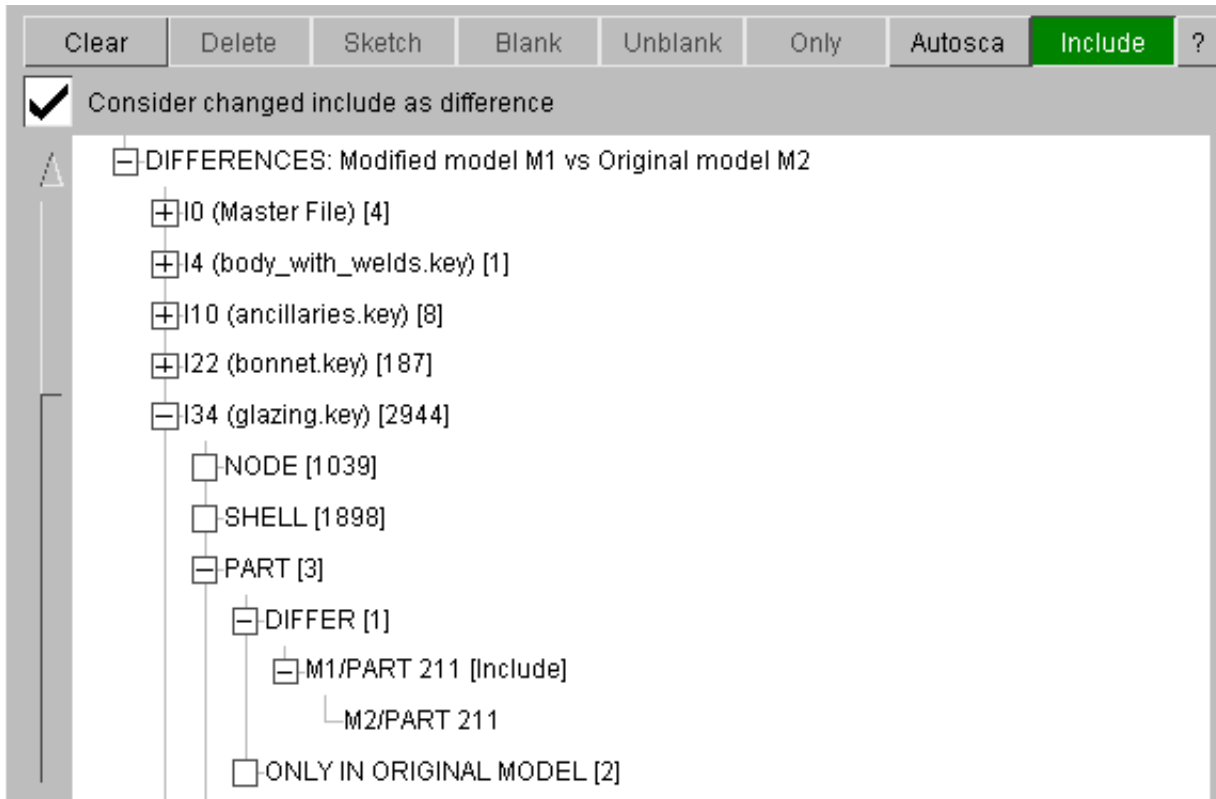 Clear Delete Sketch Blank Unblank Only Autosca Include ?
Consider changed include as difference
DIFFERENCES: Modified model M1 vs Original model M2
I0 (Master File) [4]
I4 (body_with_welds.key) [1]
I10 (ancillaries.key) [8]
I22 (bonnet.key) [187]
I34 (glazing.key) [2944]
NODE [1039]
SHELL [1898]
PART [3]
DIFFER [1]
M1/PART 211 [Include]
M2/PART 211
ONLY IN ORIGINAL MODEL [2]